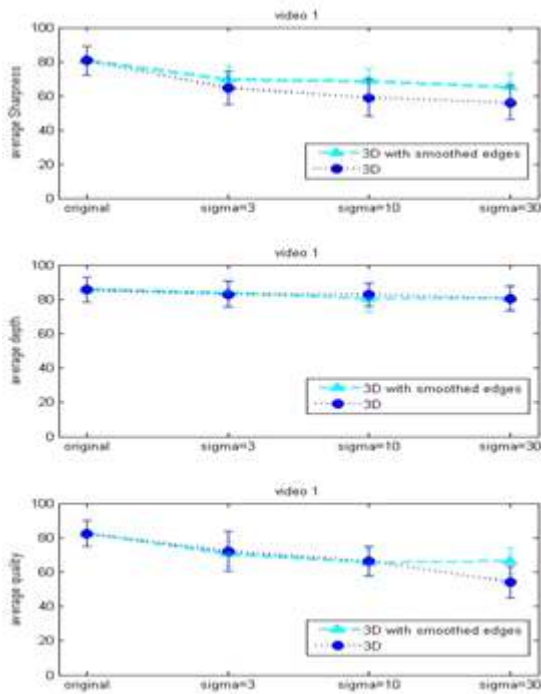 video 1
100
80
60
40
20
0
average Sharpness
3D with smoothed edges
3D
original sigma=3 sigma=10 sigma=30
video 1
100
80
60
40
20
0
average depth
3D with smoothed edges
3D
original sigma=3 sigma=10 sigma=30
video 1
100
80
60
40
20
0
average quality
3D with smoothed edges
3D
original sigma=3 sigma=10 sigma=30